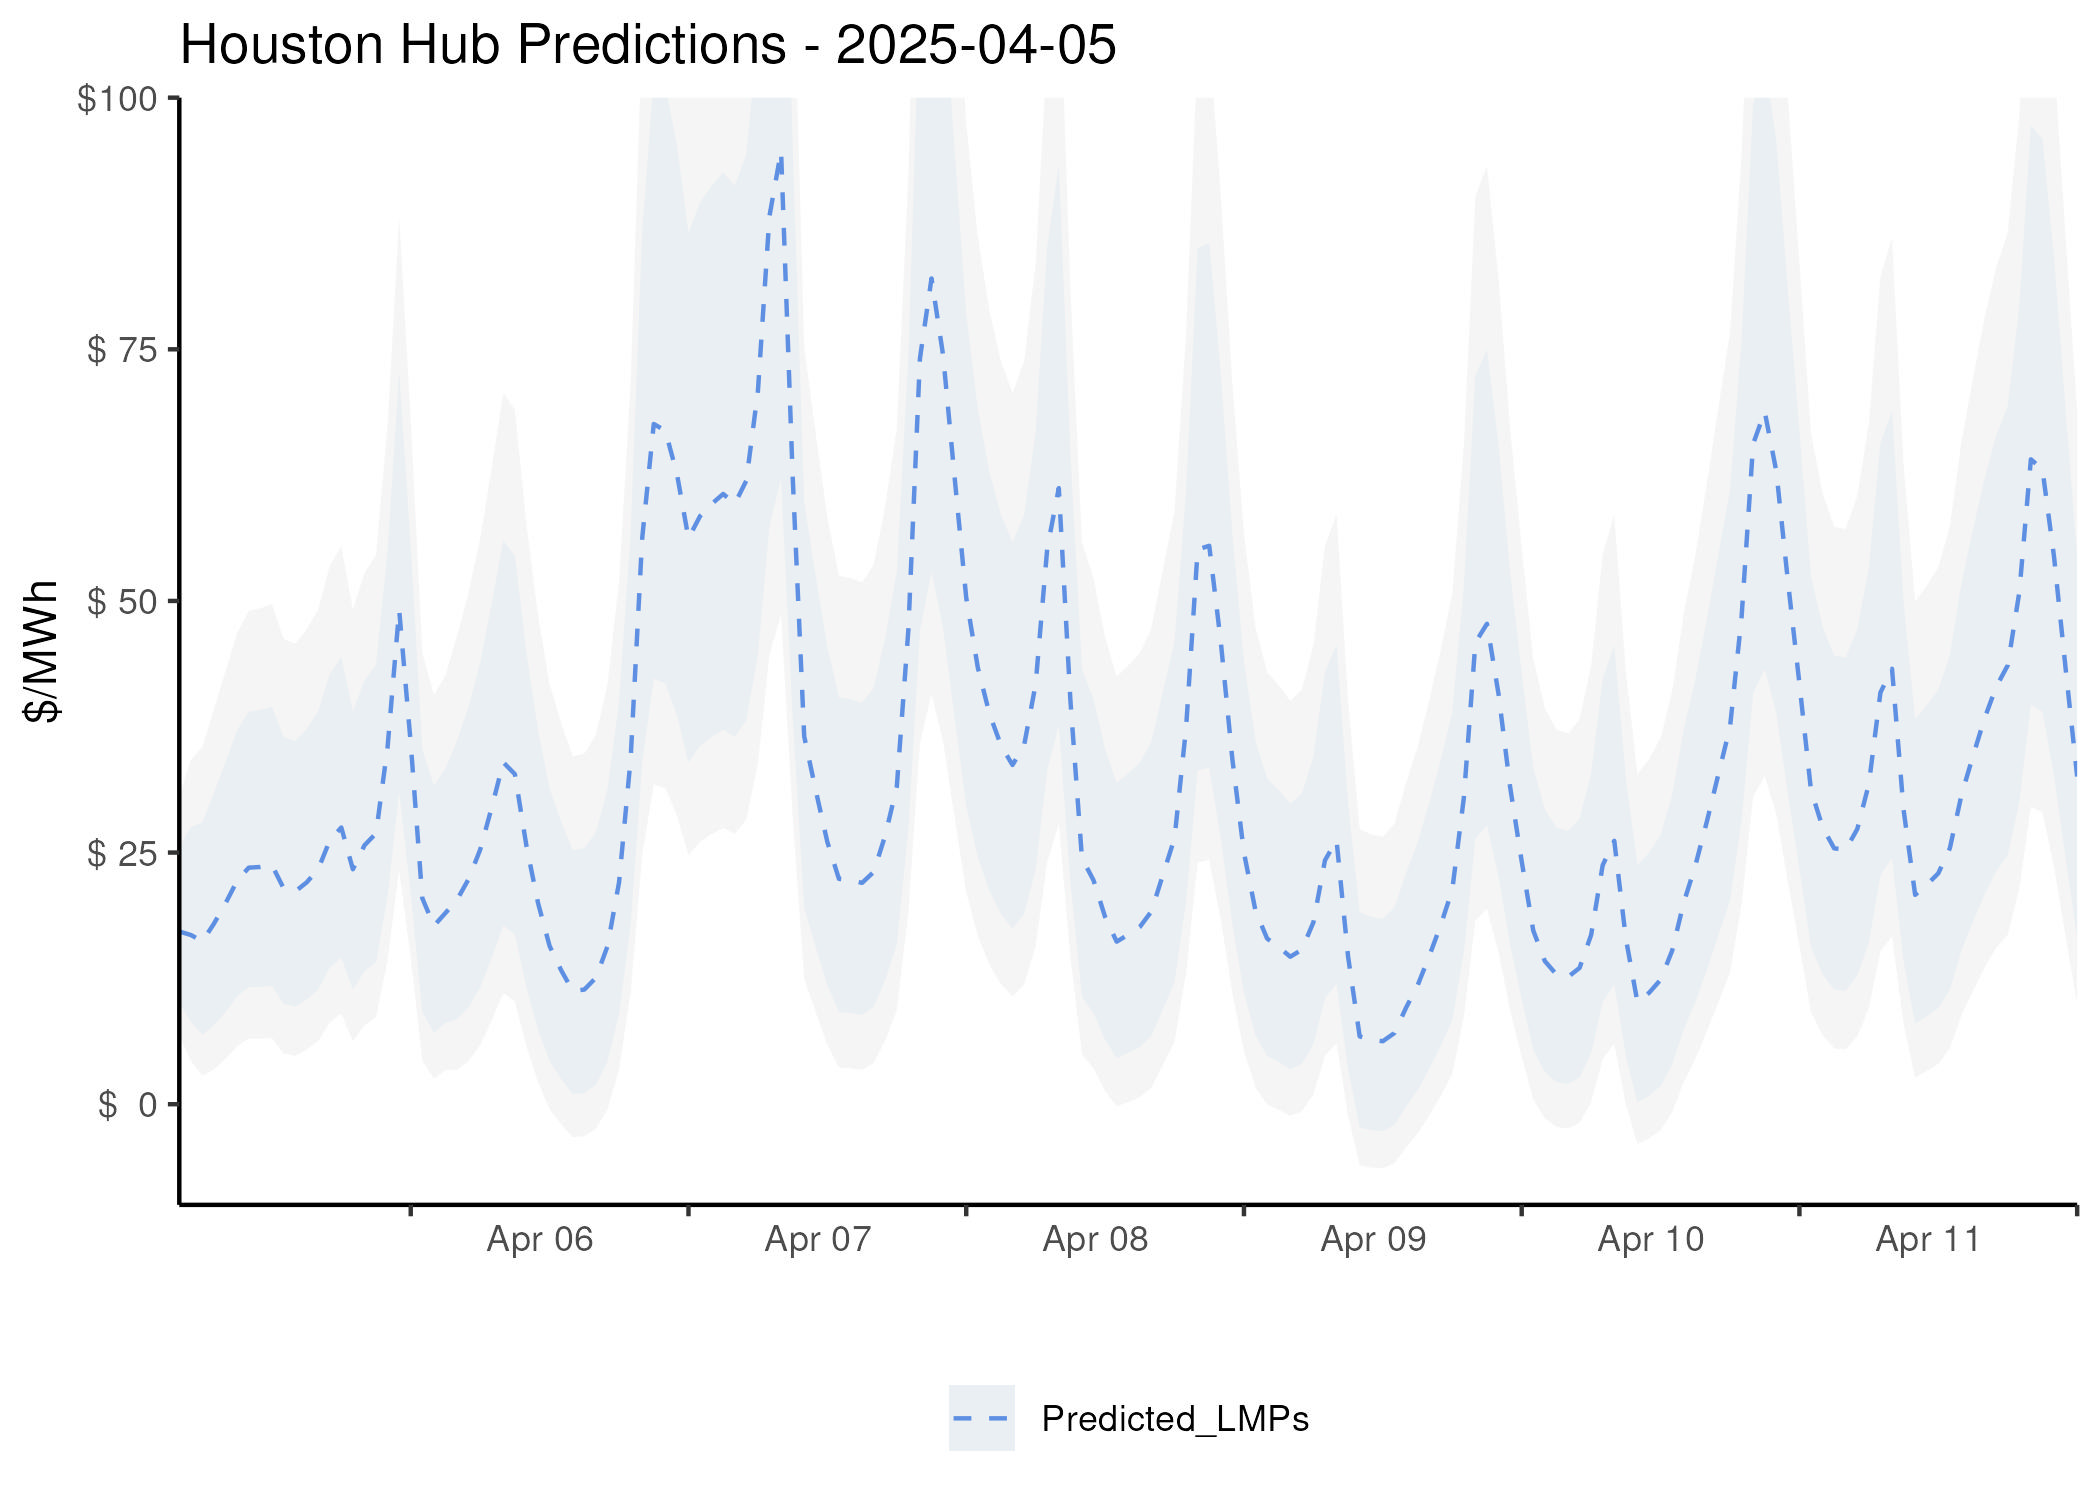 Houston Hub Predictions - 2025-04-05
$100
$ 75
$ 50
$ 25
$  0
$/MWh
Apr 06 Apr 07 Apr 08 Apr 09 Apr 10 Apr 11
Predicted_LMPs